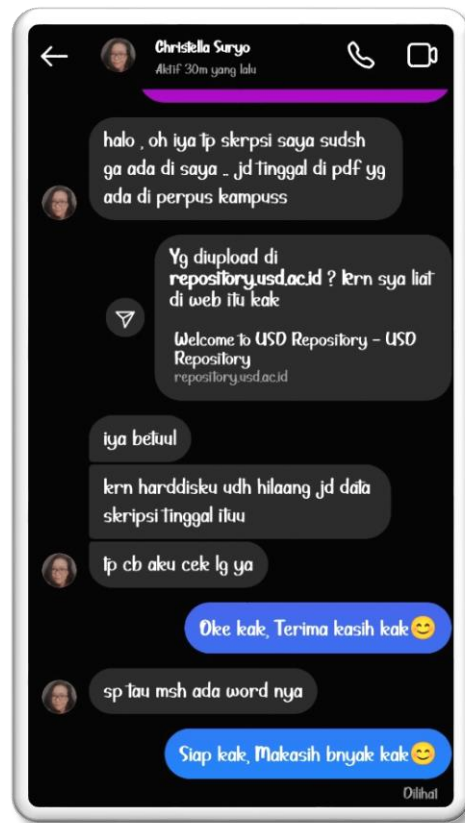 Christella Suryo
Aktif 30m yang lalu
halo , oh iya tp skrpsi saya sudsh
ga ada di saya _ jd tinggal di pdf yg
ada di perpus kampuss
Yg diupload di
repository.usd.ac.id ? krn sya liat
di web itu kak
Welcome to USD Repository - USD
Repository
repository.usd.ac.id
iya betuul
krn harddisku udh hilaang jd data
skripsi tinggal ituu
tp cb aku cek lg ya
Oke kak, Terima kasih kak😊
sp tau msh ada word nya
Siap kak, Makasih bnyak kak😊
Dilihat